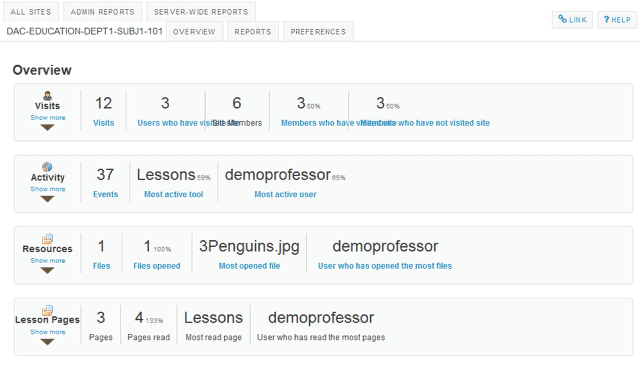 ALL SITES ADMIN REPORTS SERVER-WIDE REPORTS
LINK ? HELP
DAC-EDUCATION-DEPT1-SUBJ1-101 OVERVIEW REPORTS PREFERENCES
Overview
Visits
Show more
12 3 6 3 50% 3 50%
Visits Users who have visited site Site Members Members who have visited site Members who have not visited site
Activity
Show more
37 Lessons 59% demoprofessor 65%
Events Most active tool Most active user
Resources
Show more
1 1 100% 3Penguins.jpg demoprofessor
Files Files opened Most opened file User who has opened the most files
Lesson Pages
Show more
3 4 133% Lessons demoprofessor
Pages Pages read Most read page User who has read the most pages